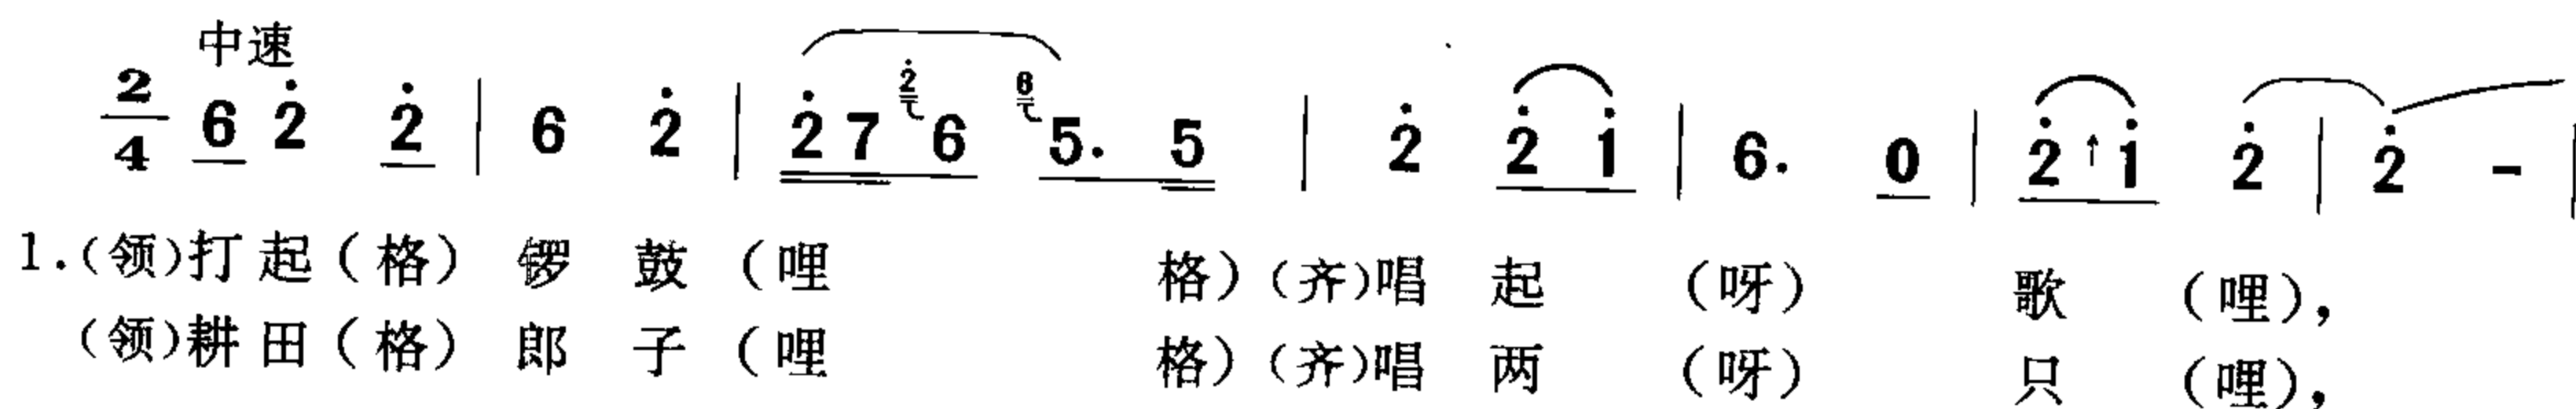 中速
2/4 6 2̇ 2̇ | 6 2̇ | 2̇ 7 2̇ 6 6 5. 5 | 2̇ 2̇ 1̇ | 6. 0 | 2̇ ↑ 1̇ 2̇ | 2̇ - |
1.(领)打起(格) 锣 鼓 (哩 格)(齐)唱 起 (呀) 歌 (哩),
(领)耕田(格) 郎 子 (哩 格)(齐)唱 两 (呀) 只 (哩),